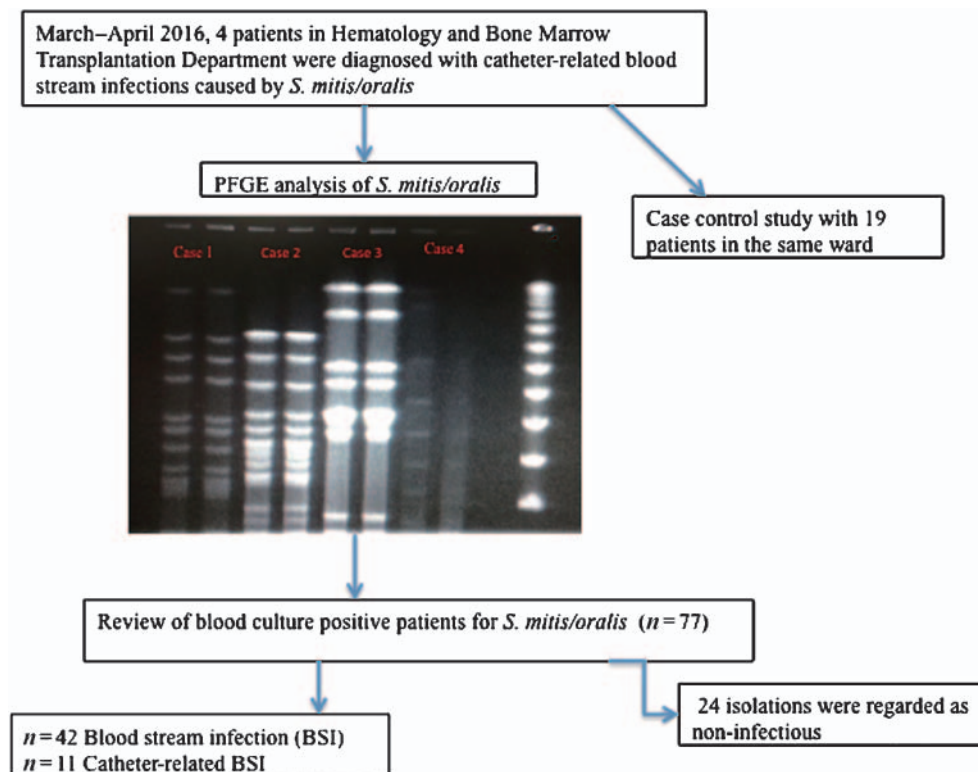 March–April 2016, 4 patients in Hematology and Bone Marrow
Transplantation Department were diagnosed with catheter-related blood
stream infections caused by S. mitis/oralis
PFGE analysis of S. mitis/oralis
Case control study with 19
patients in the same ward
Case 1 Case 2 Case 3 Case 4
Review of blood culture positive patients for S. mitis/oralis (n=77)
24 isolations were regarded as
non-infectious
n=42 Blood stream infection (BSI)
n=11 Catheter-related BSI